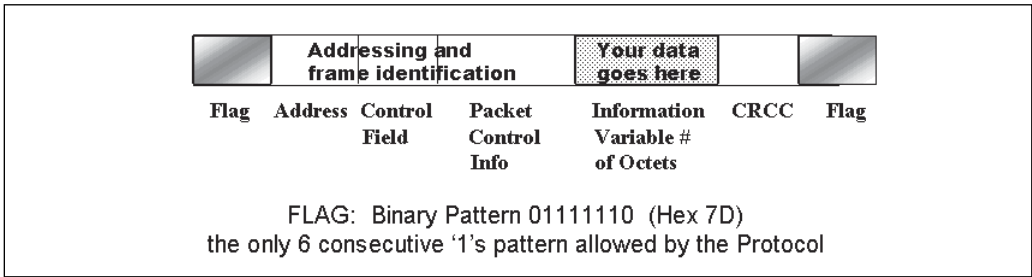 Addressing and
frame identification
Your data
goes here
Flag Address Control Packet Information CRCC Flag
Field Control Variable #
Info of Octets
FLAG: Binary Pattern 01111110 (Hex 7D)
the only 6 consecutive ‘1’s pattern allowed by the Protocol